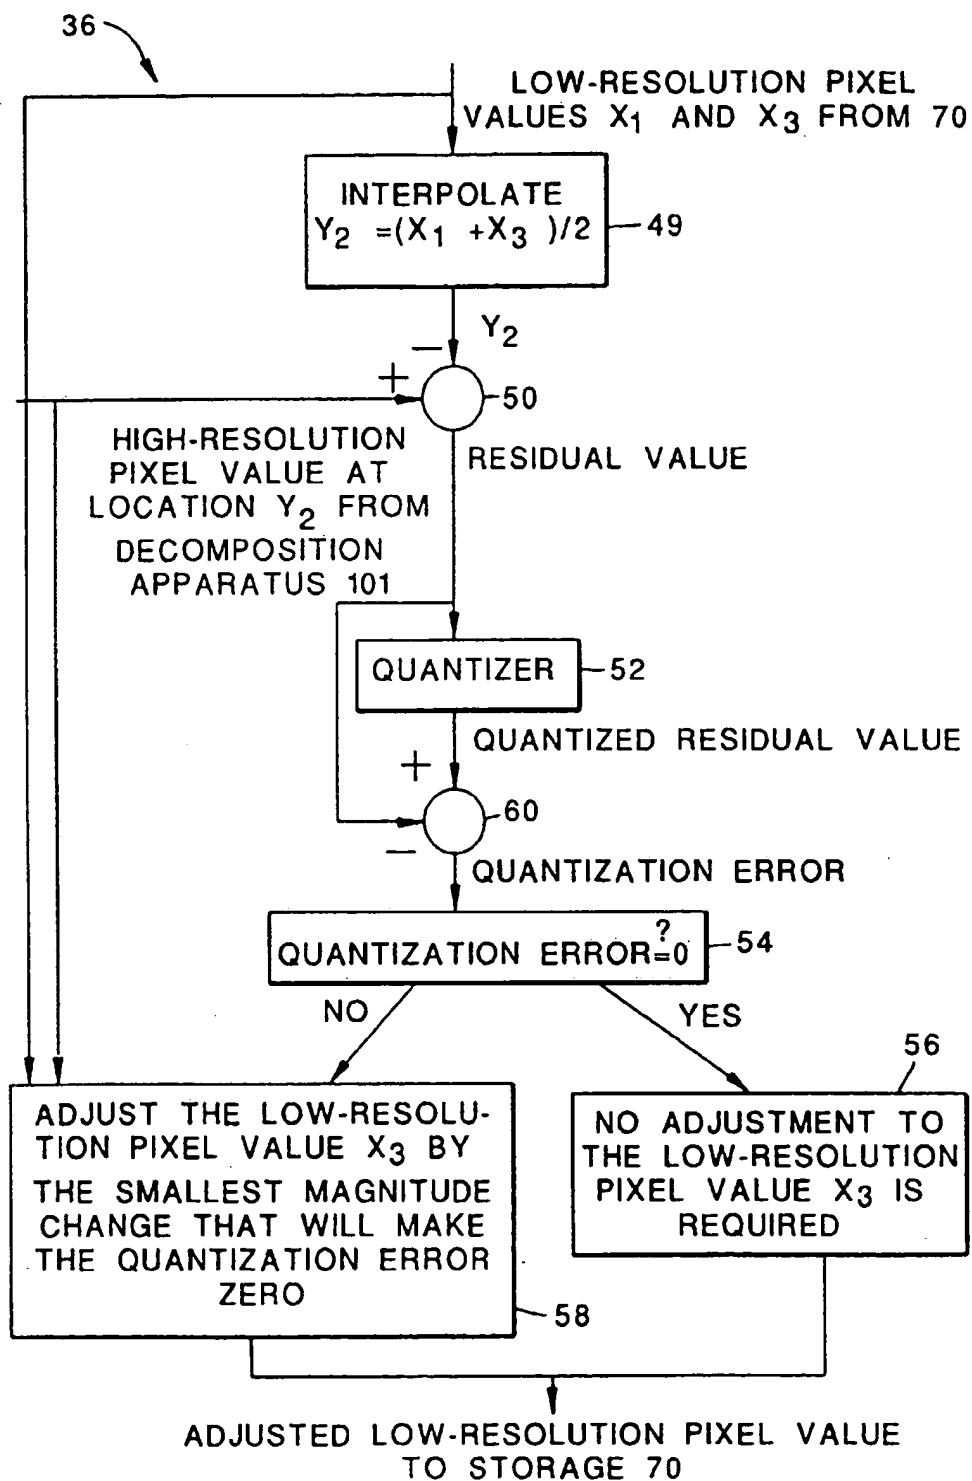 36
LOW-RESOLUTION PIXEL
VALUES X1 AND X3 FROM 70
INTERPOLATE
Y2 =(X1 +X3 )/2
49
Y2
−
+
50
HIGH-RESOLUTION
PIXEL VALUE AT
LOCATION Y2 FROM
DECOMPOSITION
APPARATUS 101
RESIDUAL VALUE
QUANTIZER
52
QUANTIZED RESIDUAL VALUE
+
60
−
QUANTIZATION ERROR
QUANTIZATION ERROR=0
?
54
NO
YES
56
ADJUST THE LOW-RESOLU-
TION PIXEL VALUE X3 BY
THE SMALLEST MAGNITUDE
CHANGE THAT WILL MAKE
THE QUANTIZATION ERROR
ZERO
58
NO ADJUSTMENT TO
THE LOW-RESOLUTION
PIXEL VALUE X3 IS
REQUIRED
ADJUSTED LOW-RESOLUTION PIXEL VALUE
TO STORAGE 70